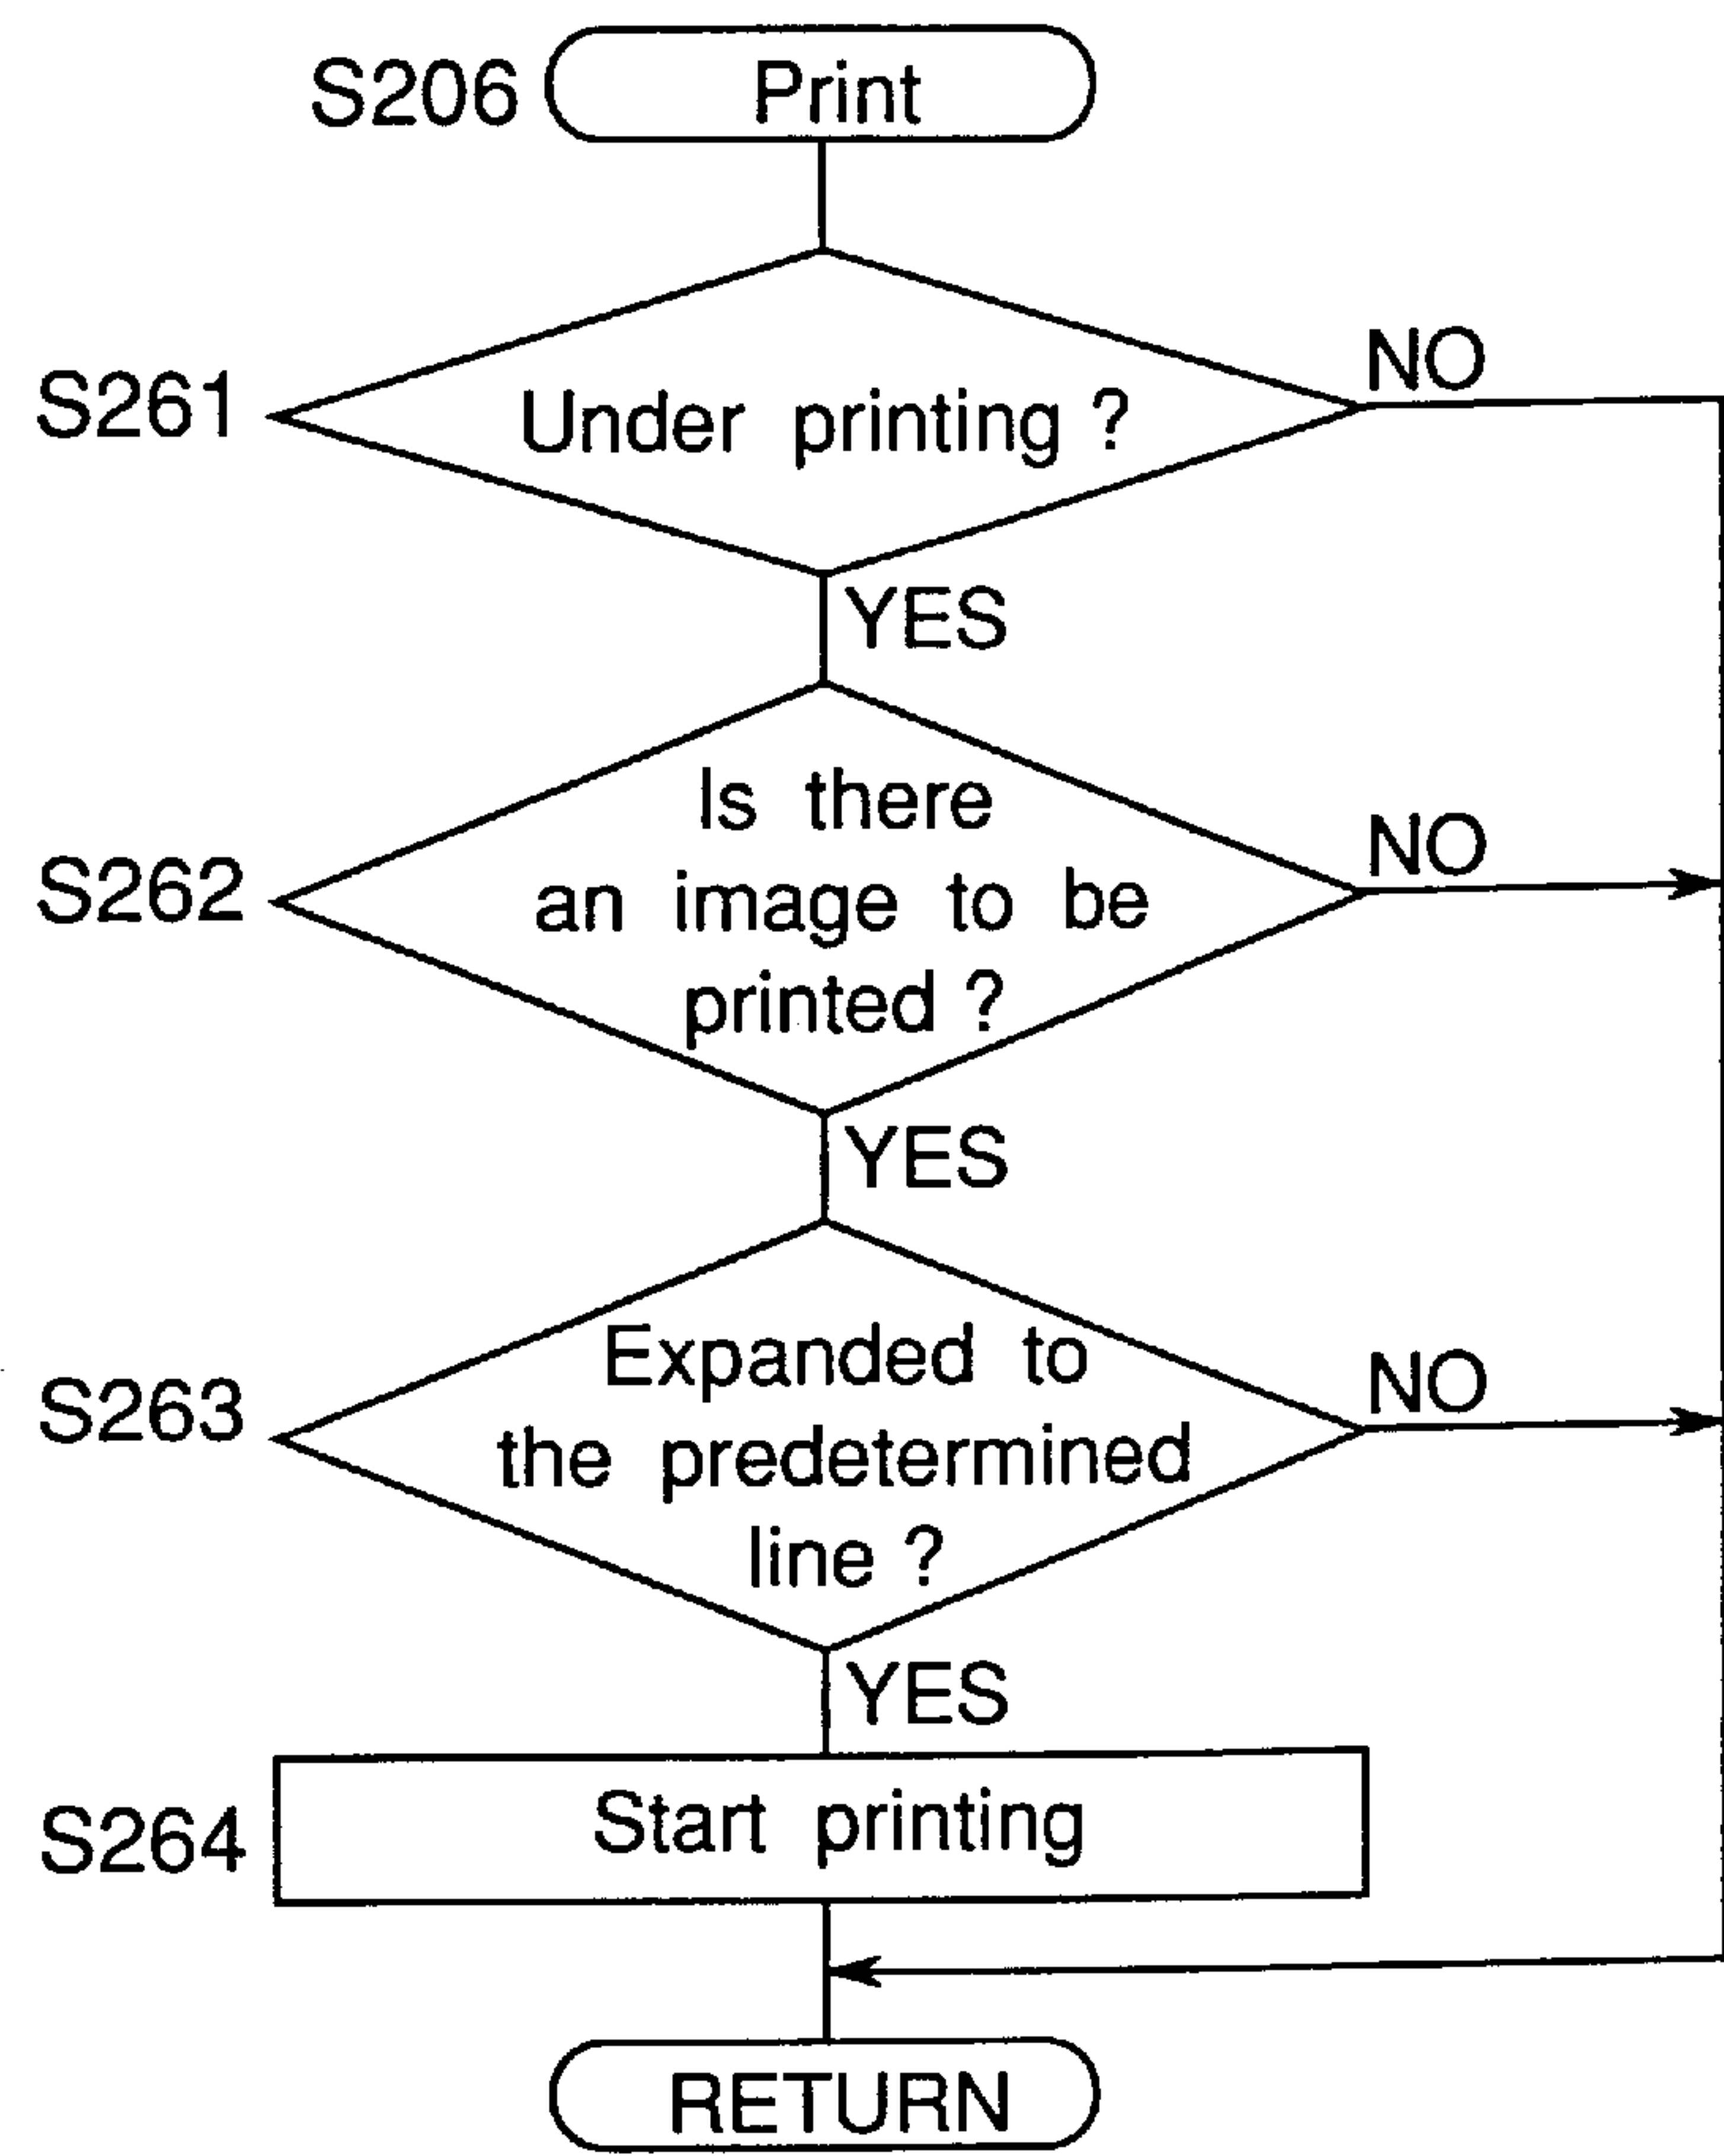 S206 Print
S261 Under printing ? NO
YES
S262 Is there
an image to be NO
printed ?
YES
S263 Expanded to
the predetermined NO
line ?
YES
S264 Start printing
RETURN